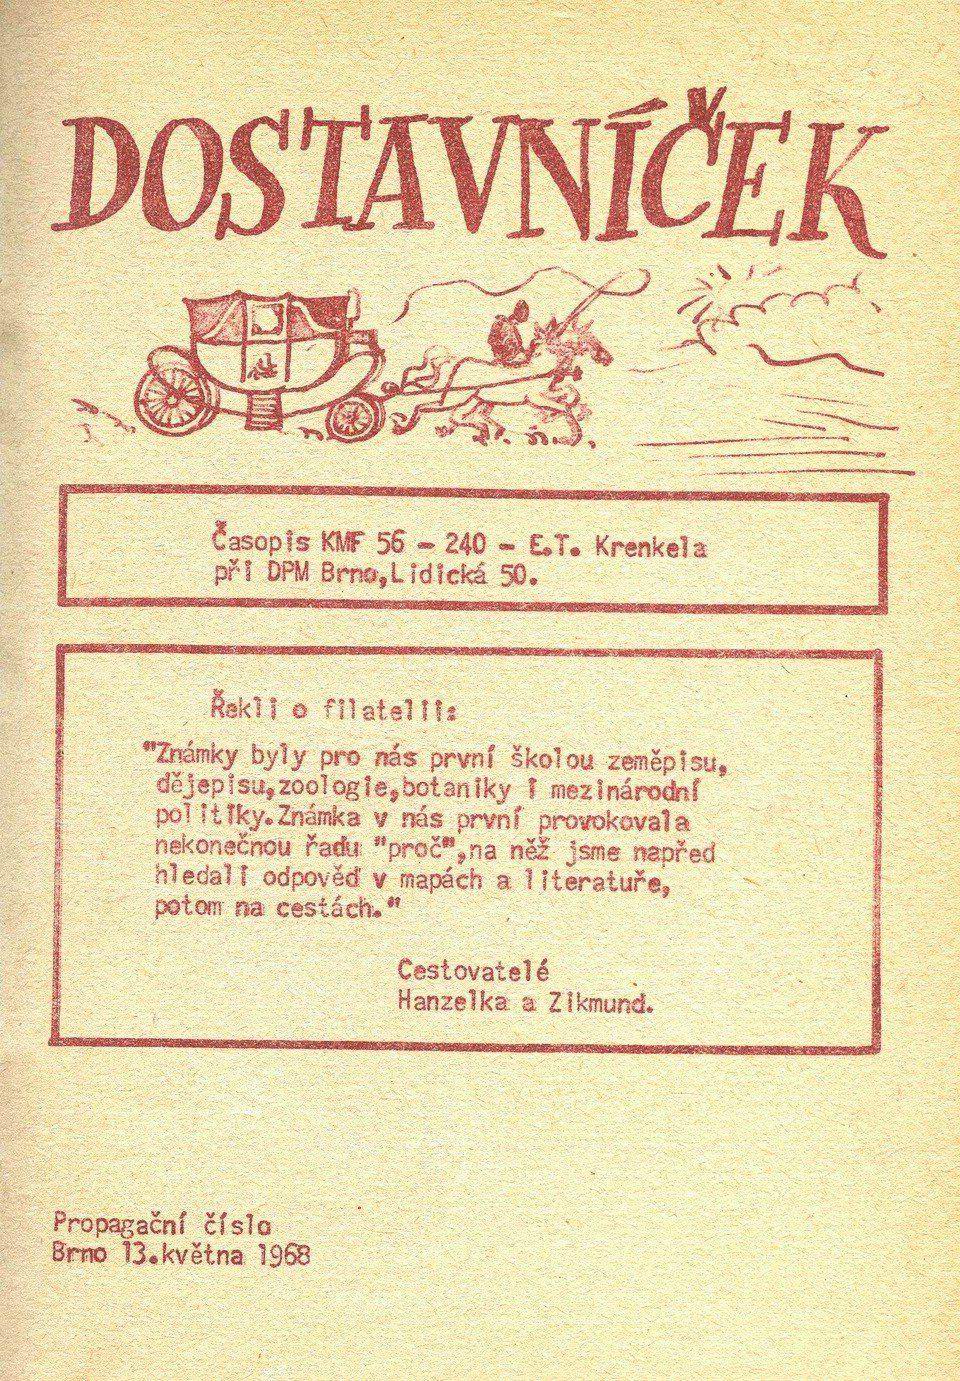 DOSTAVNÍČEK
Časopis KMF 56 - 240 - E.T. Krenkela
při DPM Brno,Lidická 50.
Řekli o filatelii:
"Známky byly pro nás první školou zeměpisu,
dějepisu,zoologie,botaniky i mezinárodní
politiky.Známka v nás první provokovala
nekonečnou řadu "proč",na něž jsme napřed
hledali odpověď v mapách a literatuře,
potom na cestách."
Cestovatelé
Hanzelka a Zikmund.
Propagační číslo
Brno 13.května 1968